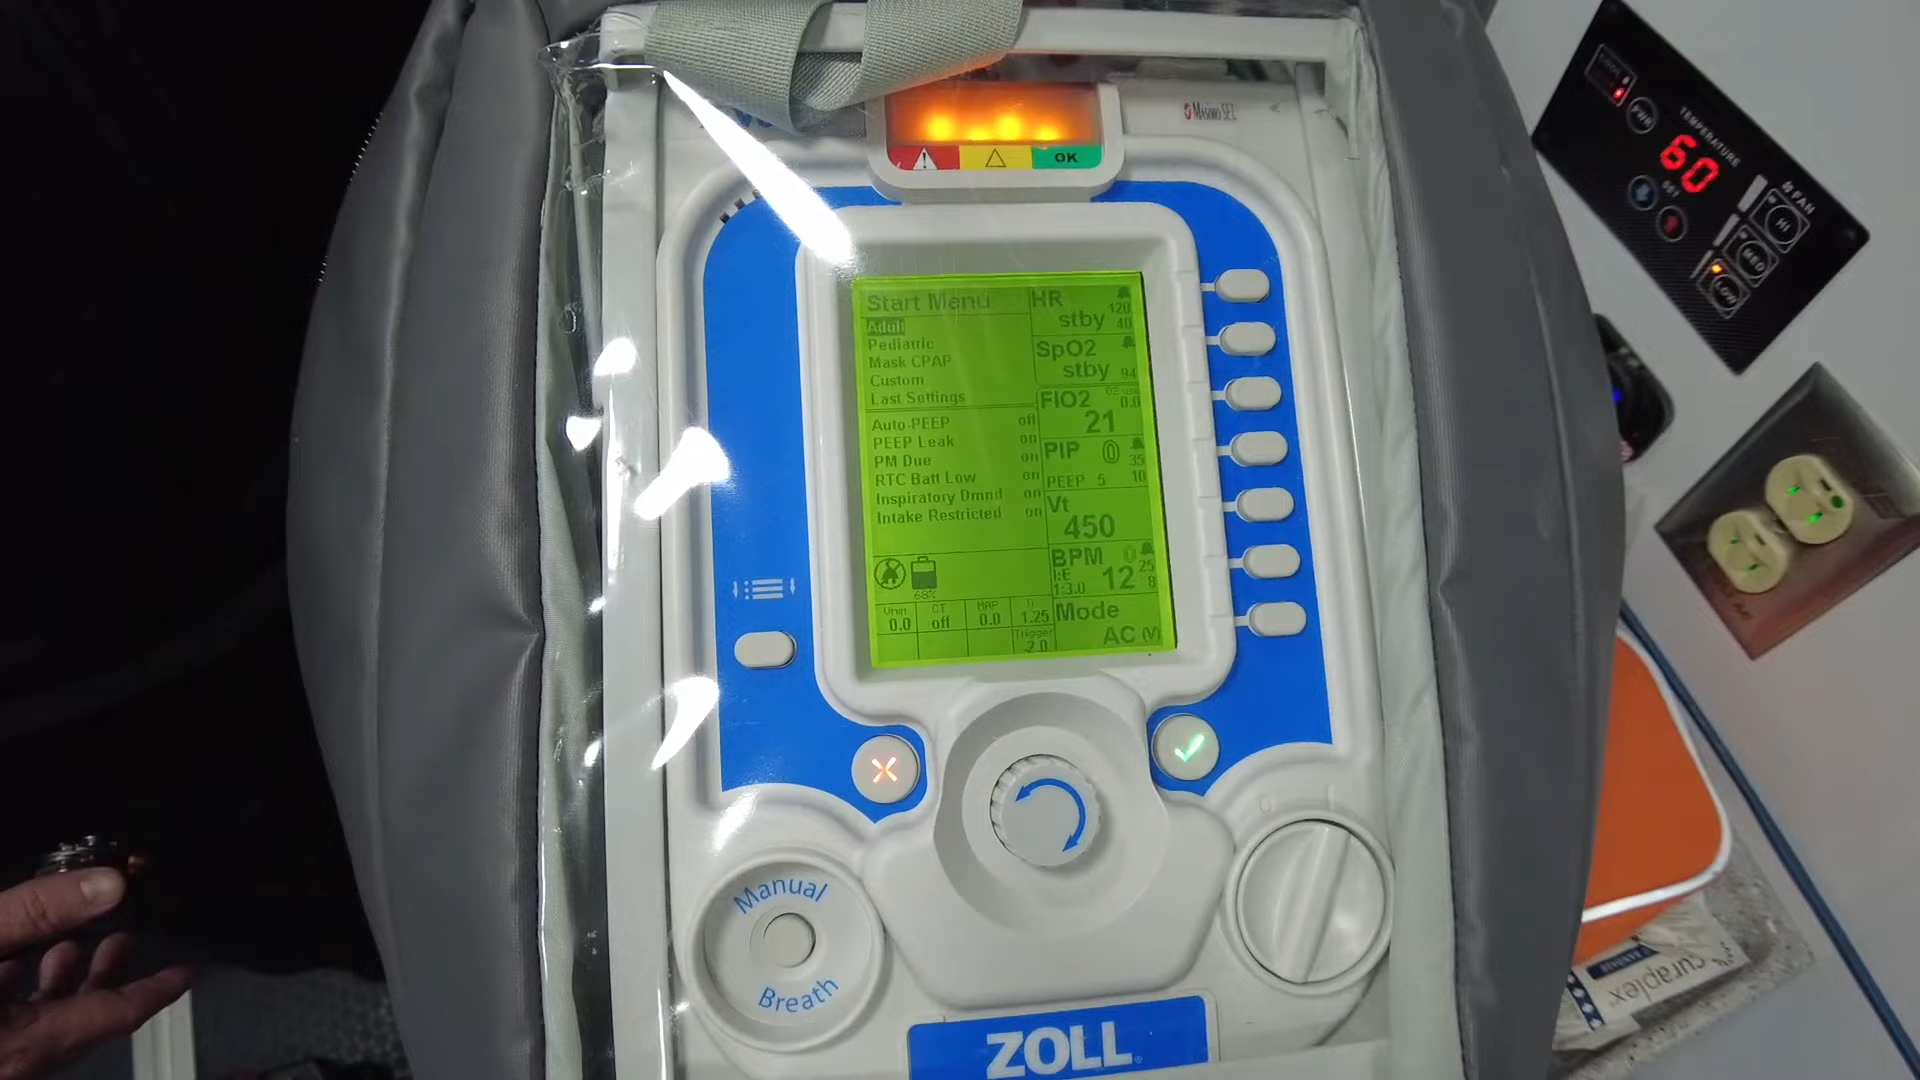 Masimo SET
OK
Start Menu
Adult
Pediatric
Mask CPAP
Custom
Last Settings
Auto-PEEP off
PEEP Leak on
PM Due on
RTC Batt Low on
Inspiratory Dmnd on
Intake Restricted on
68%
Vmin
0.0
CT
off
MAP
0.0
Ti
1.25
Trigger
-2.0
HR
120
stby 40
SpO2
stby 94
FIO2
0.0
21
PIP 0 35
PEEP 5 10
Vt
450
BPM 0 25
I:E
1:3.0 12 8
Mode
AC (V)
Manual
Breath
ZOLL
PWR
TEMPERATURE
60
SET
FAN
HI
MED
LOW
curaplex